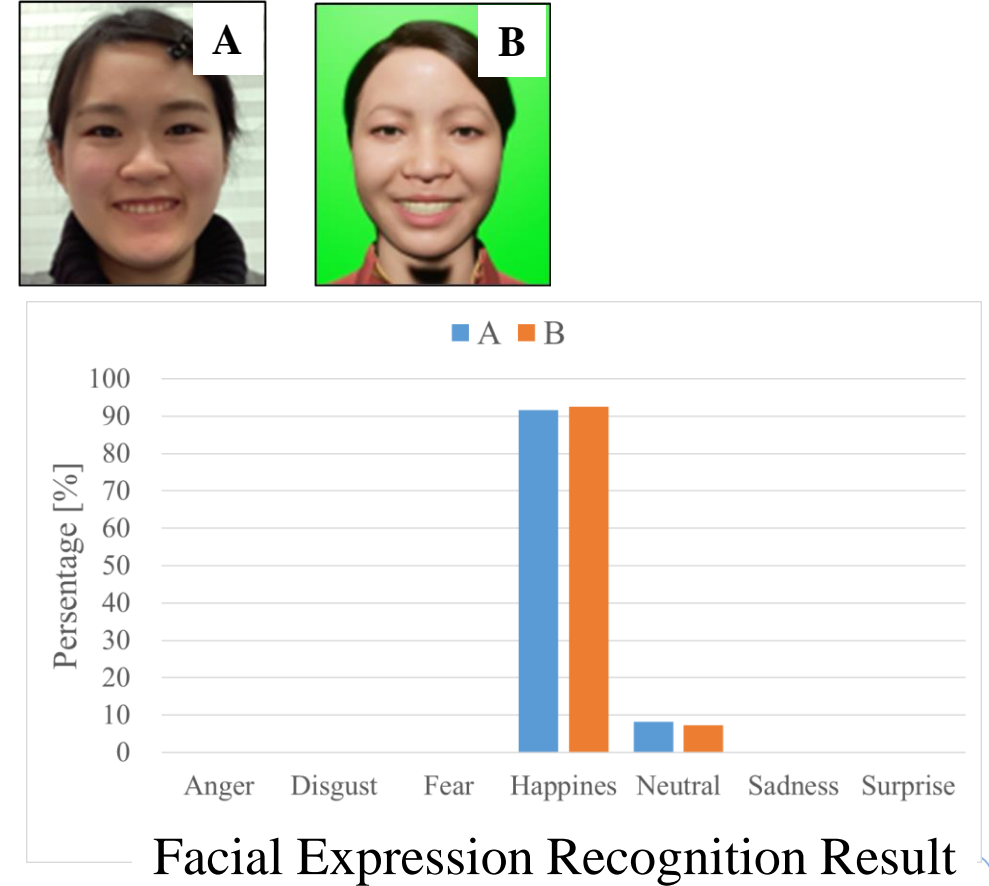 A
B
A B
100
90
80
70
60
50
40
30
20
10
0
Persentage [%]
Anger Disgust Fear Happines Neutral Sadness Surprise
Facial Expression Recognition Result